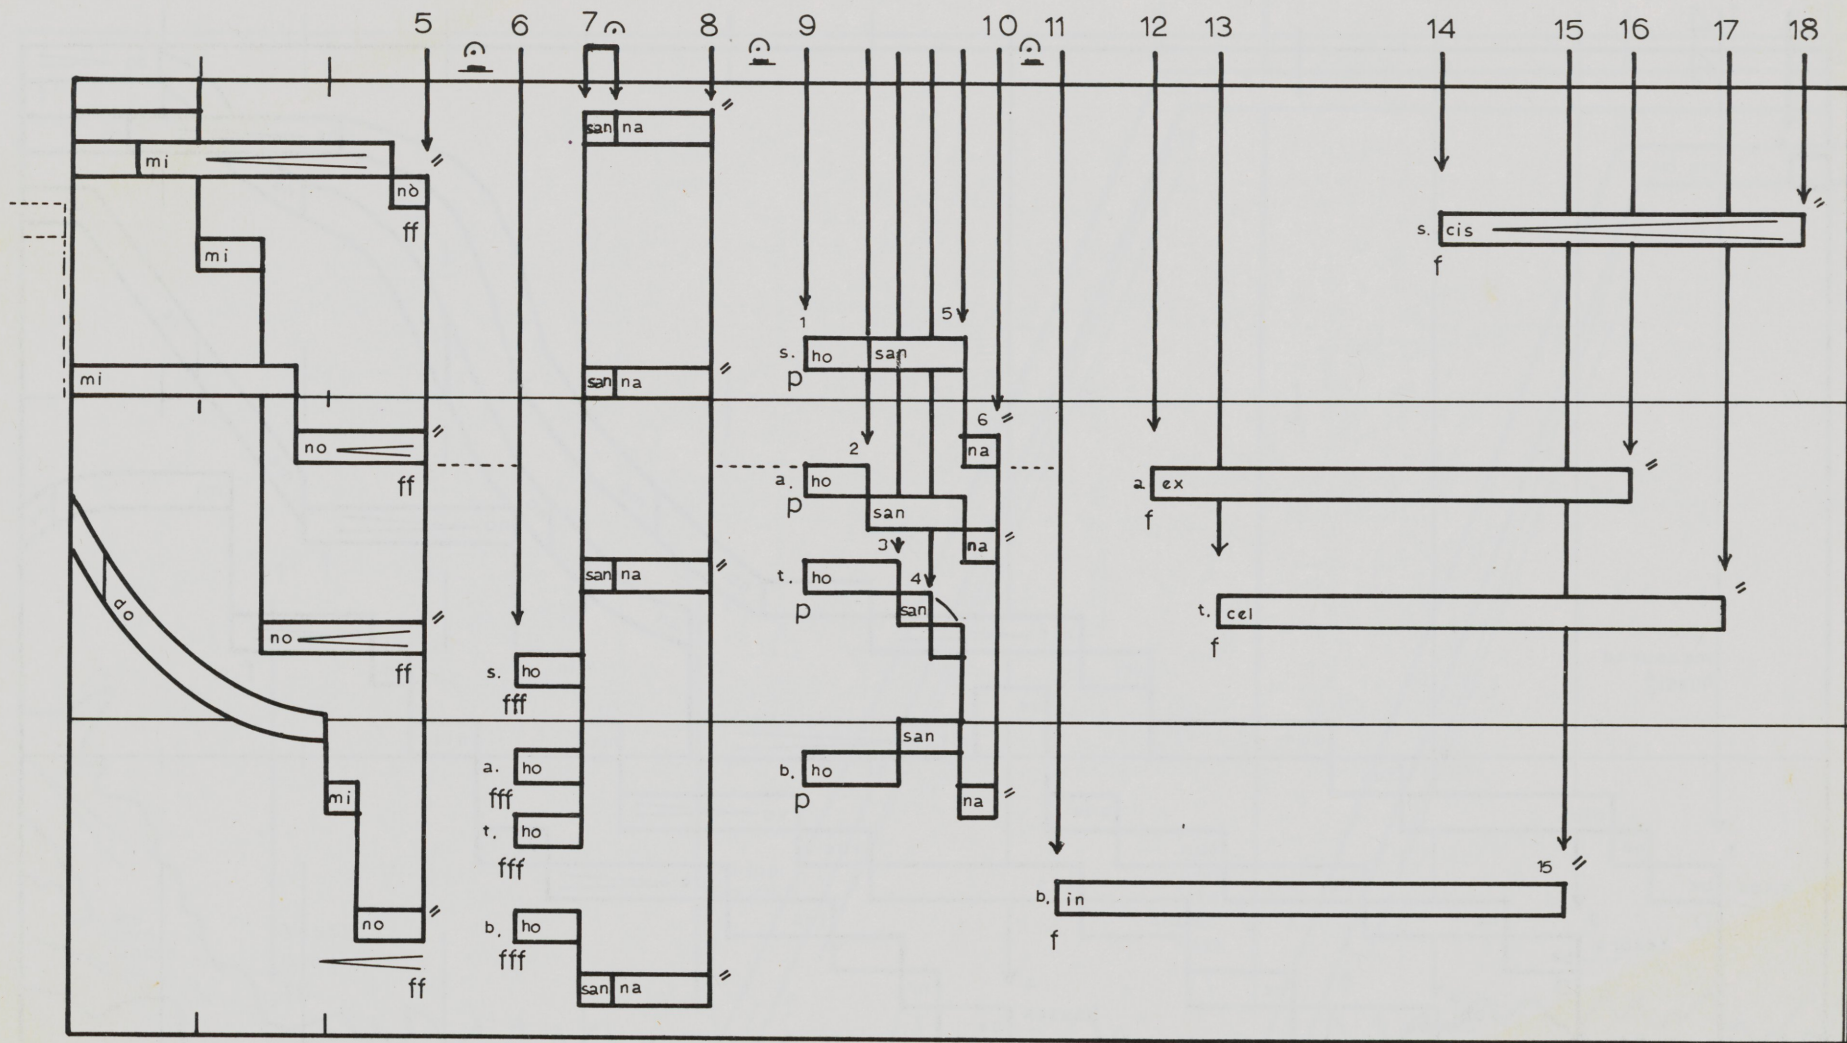 5 6 7 8 9 10 11 12 13 14 15 16 17 18
san na
mi
nò
ff
s. cis
f
mi
1 5
s. ho san
p
mi
san na
6
no
ff
2
na
a. ho
p
a ex
f
san
3
na
do
san na
t. ho
p
4
san
t. cel
f
no
ff
s. ho
fff
san
a. ho
fff
b. ho
p
mi
na
t. ho
fff
15
b. in
f
no
b. ho
fff
ff
san na